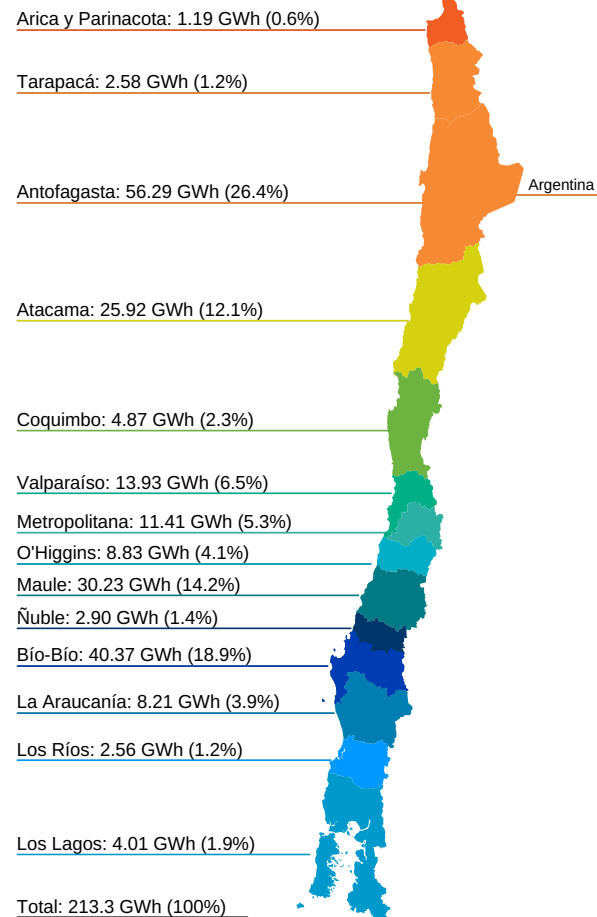 Arica y Parinacota: 1.19 GWh (0.6%)
Tarapacá: 2.58 GWh (1.2%)
Antofagasta: 56.29 GWh (26.4%)
Argentina
Atacama: 25.92 GWh (12.1%)
Coquimbo: 4.87 GWh (2.3%)
Valparaíso: 13.93 GWh (6.5%)
Metropolitana: 11.41 GWh (5.3%)
O'Higgins: 8.83 GWh (4.1%)
Maule: 30.23 GWh (14.2%)
Ñuble: 2.90 GWh (1.4%)
Bío-Bío: 40.37 GWh (18.9%)
La Araucanía: 8.21 GWh (3.9%)
Los Ríos: 2.56 GWh (1.2%)
Los Lagos: 4.01 GWh (1.9%)
Total: 213.3 GWh (100%)